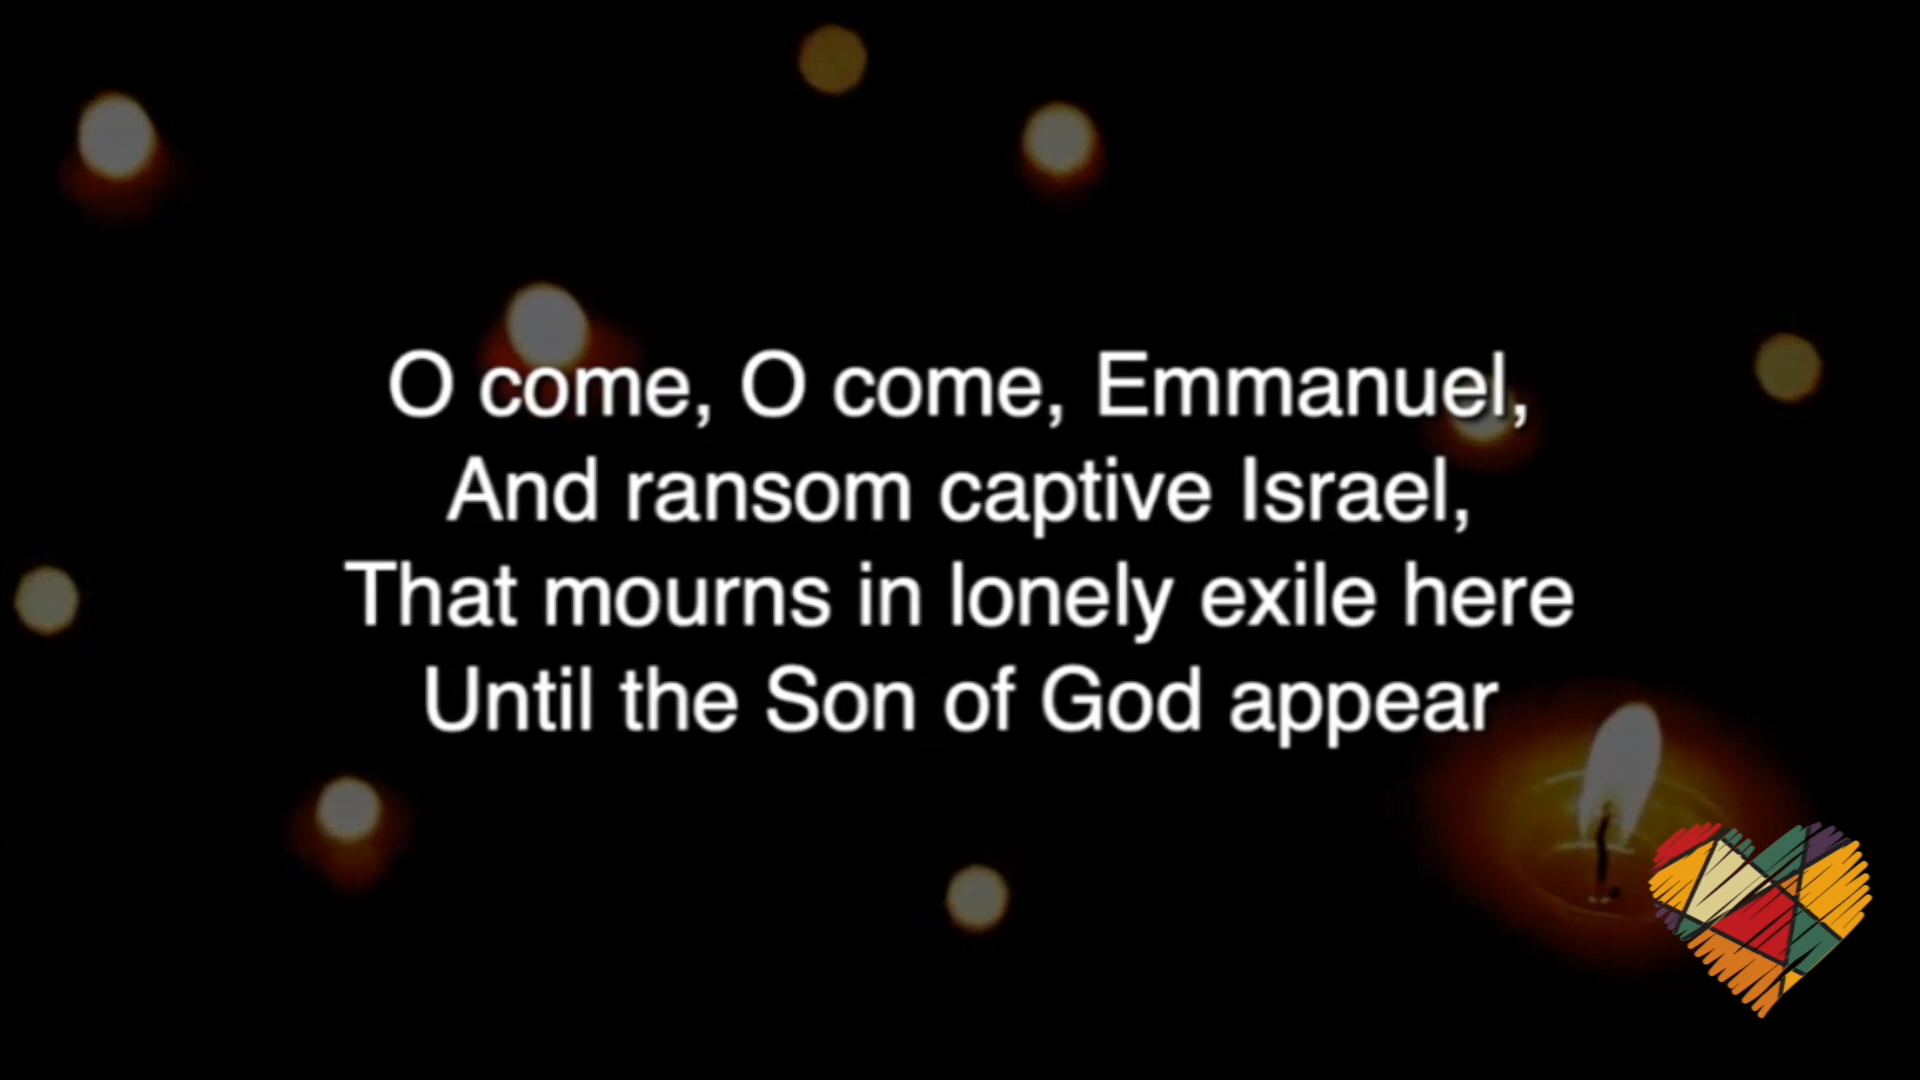 O come, O come, Emmanuel,
And ransom captive Israel,
That mourns in lonely exile here
Until the Son of God appear